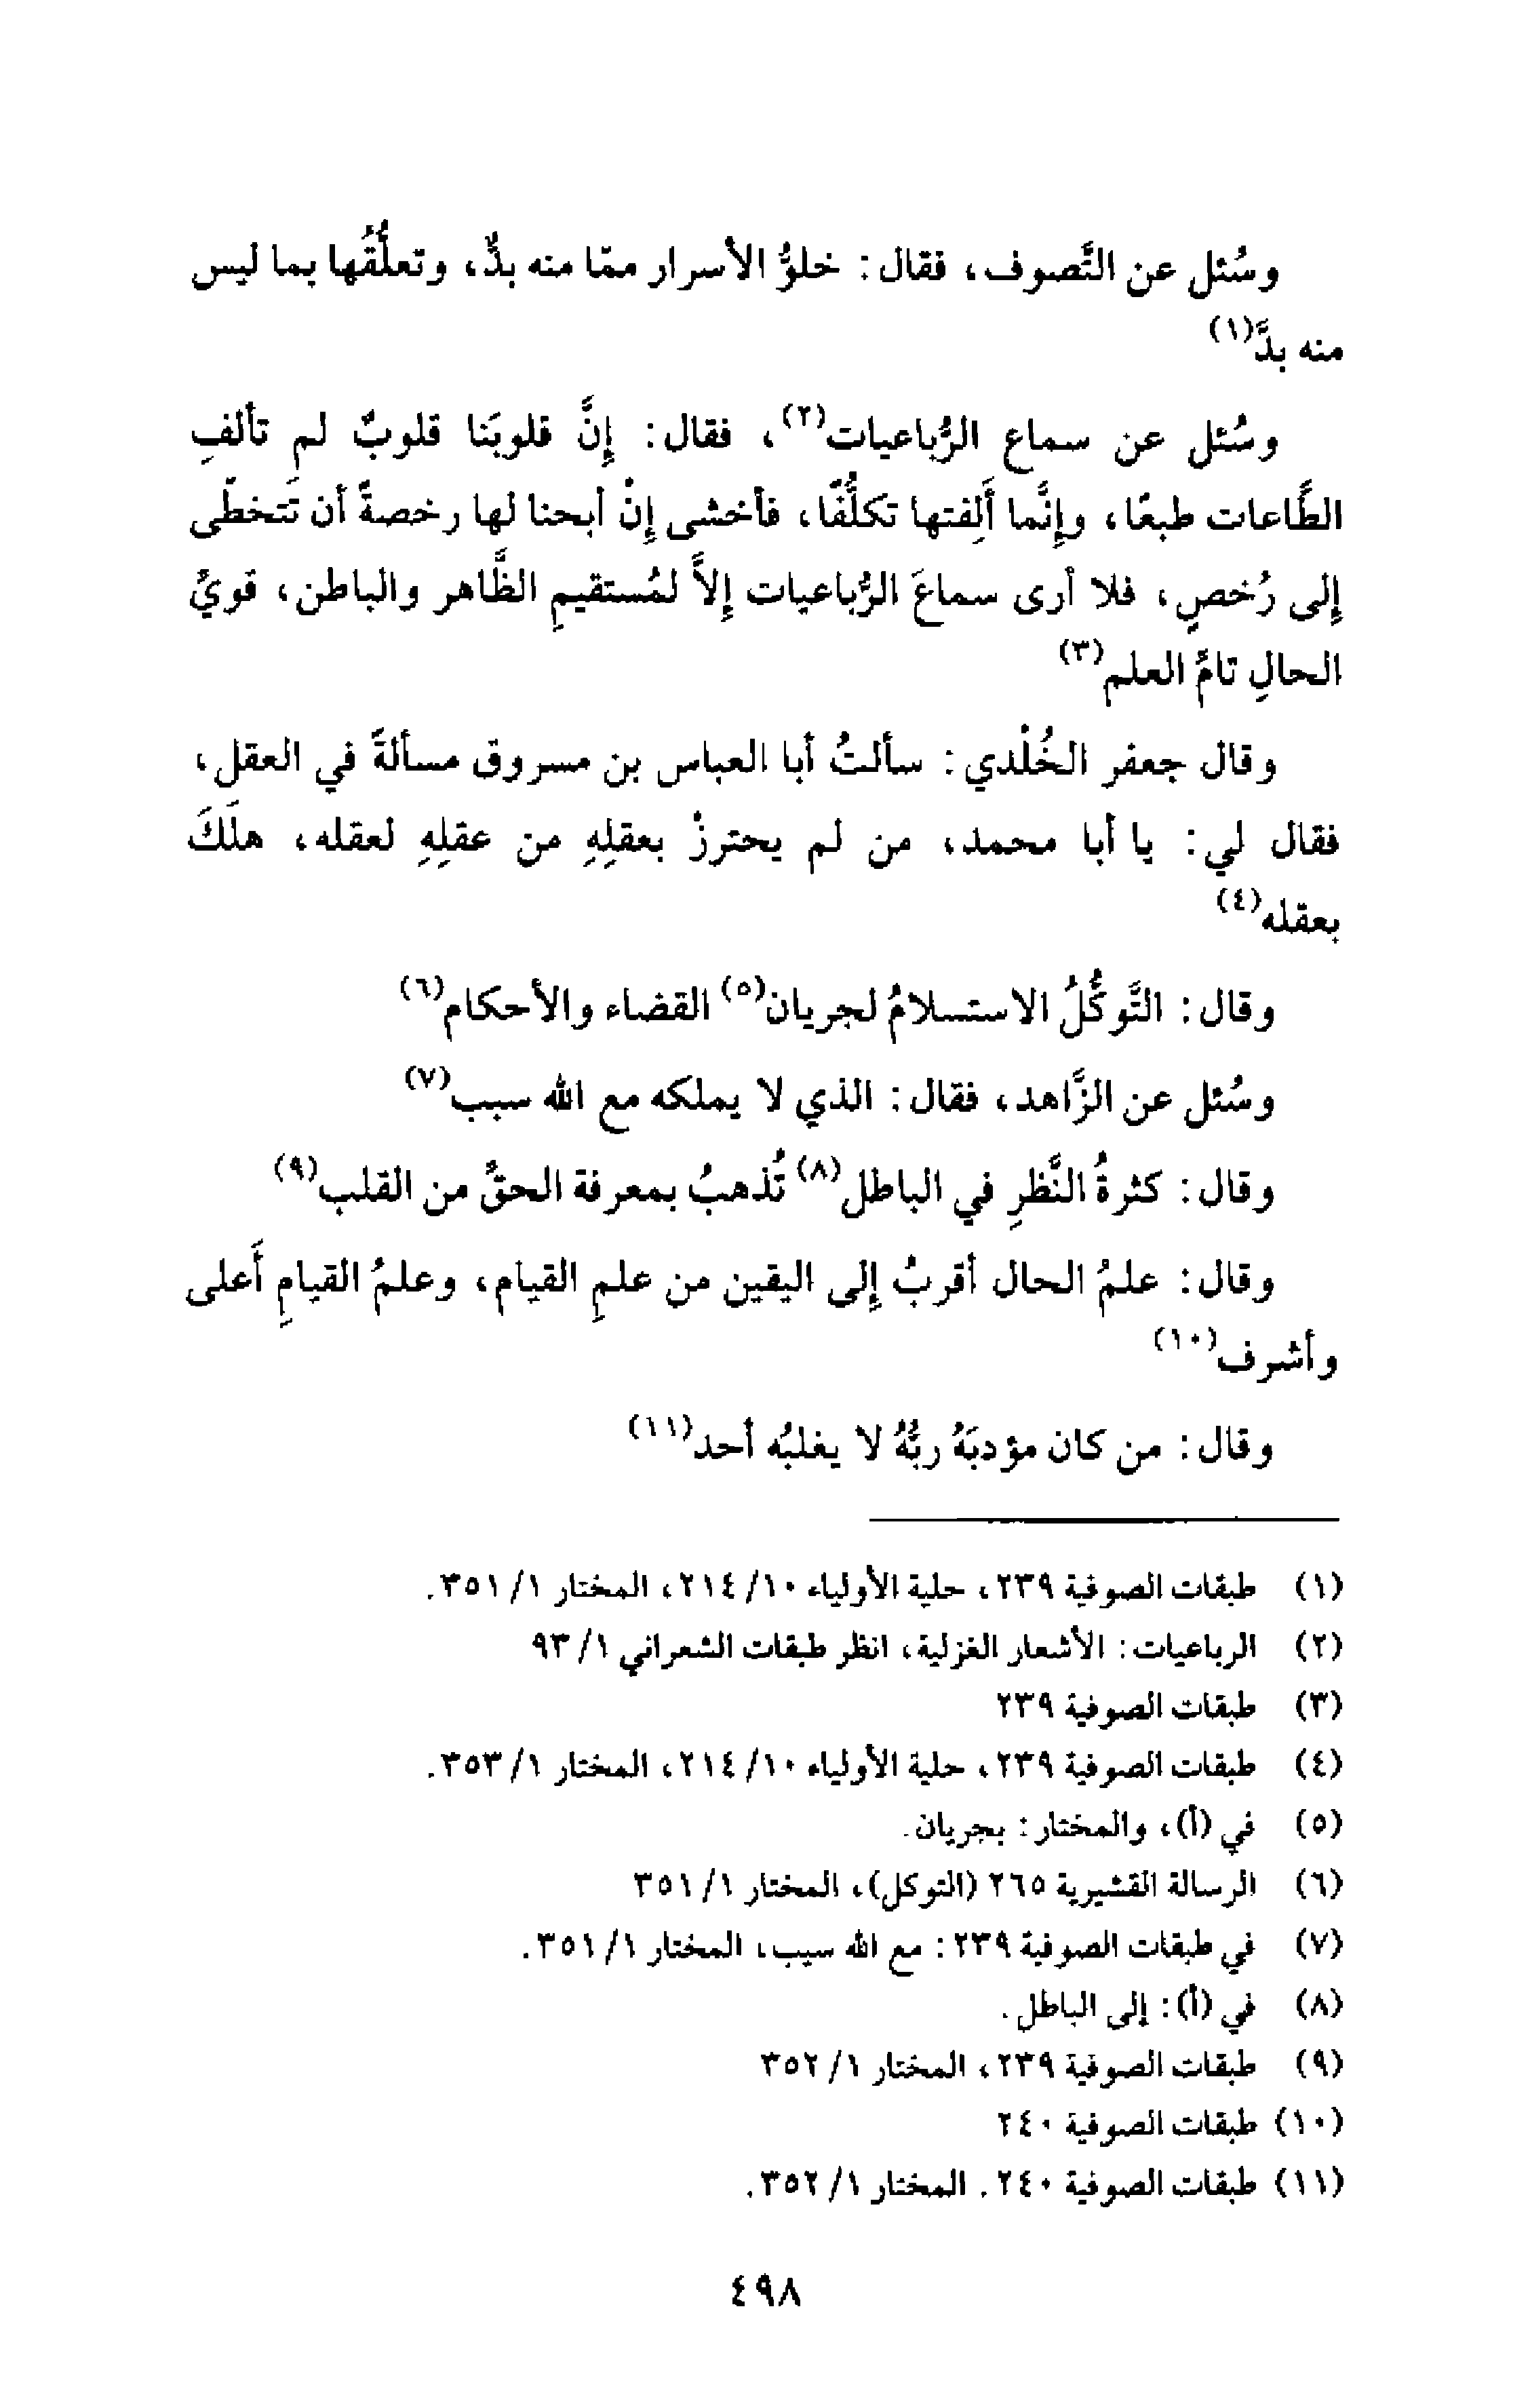 وسُئل عن التَّصوف، فقال: خلوُّ الأسرار ممّا منه بدٌّ، وتعلُّقُها بما ليس
منه بدَّ(١)
وسُئل عن سماع الرُّباعيات(٢)، فقال: إنَّ قلوبَنا قلوبٌ لم تألفِ
الطَّاعات طبعًا، وإنَّما أَلِفتها تكلُّفًا، فأخشى إنْ أبحنا لها رخصةً أن تَتخطّى
إلى رُخصٍ، فلا أرى سماعَ الرُّباعيات إلاَّ لمُستقيمِ الظَّاهر والباطن، قويِّ
الحالِ تامِّ العلم(٣)
وقال جعفر الخُلْدي: سألتُ أبا العباس بن مسروق مسألةً في العقل،
فقال لي: يا أبا محمد، من لم يحترزْ بعقلِهِ من عقلِهِ لعقله، هلَكَ
بعقله(٤)
وقال: التَّوكُّلُ الاستسلامُ لجريان(٥) القضاء والأحكام(٦)
وسُئل عن الزَّاهد، فقال: الذي لا يملكه مع الله سبب(٧)
وقال: كثرةُ النَّظرِ في الباطل(٨) تُذهبُ بمعرفة الحقِّ من القلب(٩)
وقال: علمُ الحال أقربُ إلى اليقين من علمِ القيام، وعلمُ القيامِ أَعلى
وأشرف(١٠)
وقال: من كان مؤدبَهُ ربُّهُ لا يغلبُه أحد(١١)
(١) طبقات الصوفية ٢٣٩، حلية الأولياء ١٠/ ٢١٤، المختار ١/ ٣٥١.
(٢) الرباعيات: الأشعار الغزلية، انظر طبقات الشعراني ١/ ٩٣
(٣) طبقات الصوفية ٢٣٩
(٤) طبقات الصوفية ٢٣٩، حلية الأولياء ١٠/ ٢١٤، المختار ١/ ٣٥٣.
(٥) في (أ)، والمختار: بجريان.
(٦) الرسالة القشيرية ٢٦٥ (التوكل)، المختار ١/ ٣٥١
(٧) في طبقات الصوفية ٢٣٩: مع الله سبب، المختار ١/ ٣٥١.
(٨) في (أ): إلى الباطل.
(٩) طبقات الصوفية ٢٣٩، المختار ١/ ٣٥٢
(١٠) طبقات الصوفية ٢٤٠
(١١) طبقات الصوفية ٢٤٠. المختار ١/ ٣٥٢.
٤٩٨